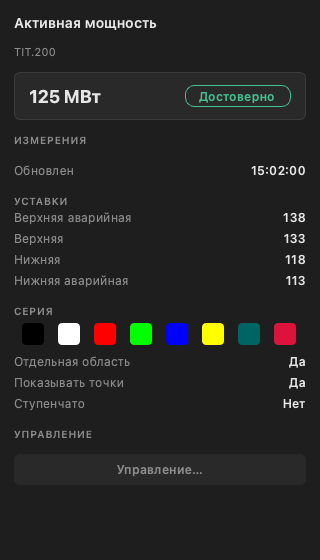 Активная мощность
TIT.200
125 МВт
Достоверно
ИЗМЕРЕНИЯ
Обновлен 15:02:00
УСТАВКИ
Верхняя аварийная 138
Верхняя 133
Нижняя 118
Нижняя аварийная 113
СЕРИЯ
Отдельная область Да
Показывать точки Да
Ступенчато Нет
УПРАВЛЕНИЕ
Управление...